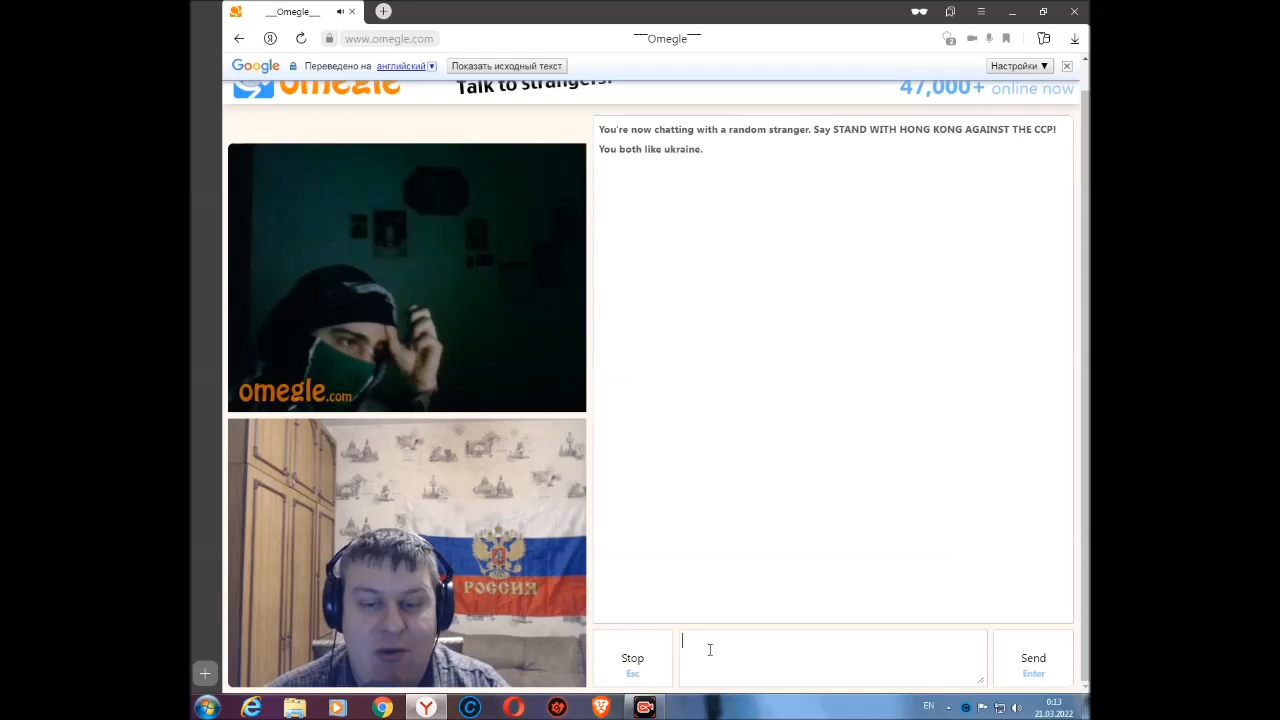 __Omegle__
www.omegle.com
__Omegle__
2
Google Переведено на английский Показать исходный текст Настройки
omegle Talk to strangers! 47,000+ online now
You're now chatting with a random stranger. Say STAND WITH HONG KONG AGAINST THE CCP!
You both like ukraine.
omegle.com
РОССИЯ
Stop
Esc
Send
Enter
EN
0:13
21.03.2022